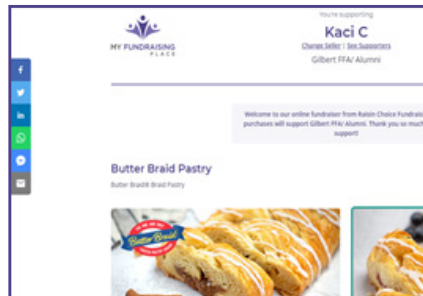 You're supporting
Kaci C
Change Seller | See Supporters
Gilbert FFA/ Alumni
MY FUNDRAISING
PLACE
f
in
Welcome to our online fundraiser from Raisin Choice Fundrais
purchases will support Gilbert FFA/ Alumni. Thank you so much
support!
Butter Braid Pastry
Butter Braid® Braid Pastry
Butter Braid